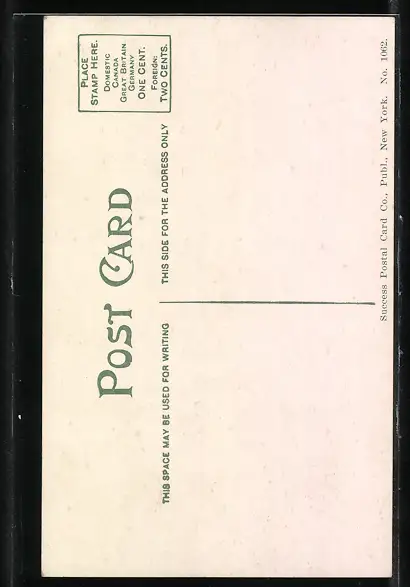 POST CARD
PLACE
STAMP HERE.
DOMESTIC
CANADA
GREAT BRITAIN
GERMANY
ONE CENT.
FOREIGN:
TWO CENTS.
THIS SPACE MAY BE USED FOR WRITING
THIS SIDE FOR THE ADDRESS ONLY
Success Postal Card Co., Publ., New York. No. 1062.